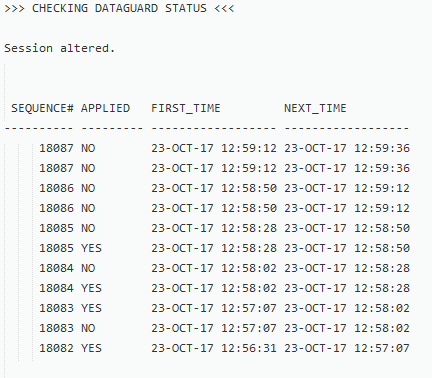 >>> CHECKING DATAGUARD STATUS <<<
Session altered.
SEQUENCE# APPLIED   FIRST_TIME         NEXT_TIME
---------- --------- ------------------ ------------------
     18087 NO        23-OCT-17 12:59:12 23-OCT-17 12:59:36
     18087 NO        23-OCT-17 12:59:12 23-OCT-17 12:59:36
     18086 NO        23-OCT-17 12:58:50 23-OCT-17 12:59:12
     18086 NO        23-OCT-17 12:58:50 23-OCT-17 12:59:12
     18085 NO        23-OCT-17 12:58:28 23-OCT-17 12:58:50
     18085 YES       23-OCT-17 12:58:28 23-OCT-17 12:58:50
     18084 NO        23-OCT-17 12:58:02 23-OCT-17 12:58:28
     18084 YES       23-OCT-17 12:58:02 23-OCT-17 12:58:28
     18083 YES       23-OCT-17 12:57:07 23-OCT-17 12:58:02
     18083 NO        23-OCT-17 12:57:07 23-OCT-17 12:58:02
     18082 YES       23-OCT-17 12:56:31 23-OCT-17 12:57:07